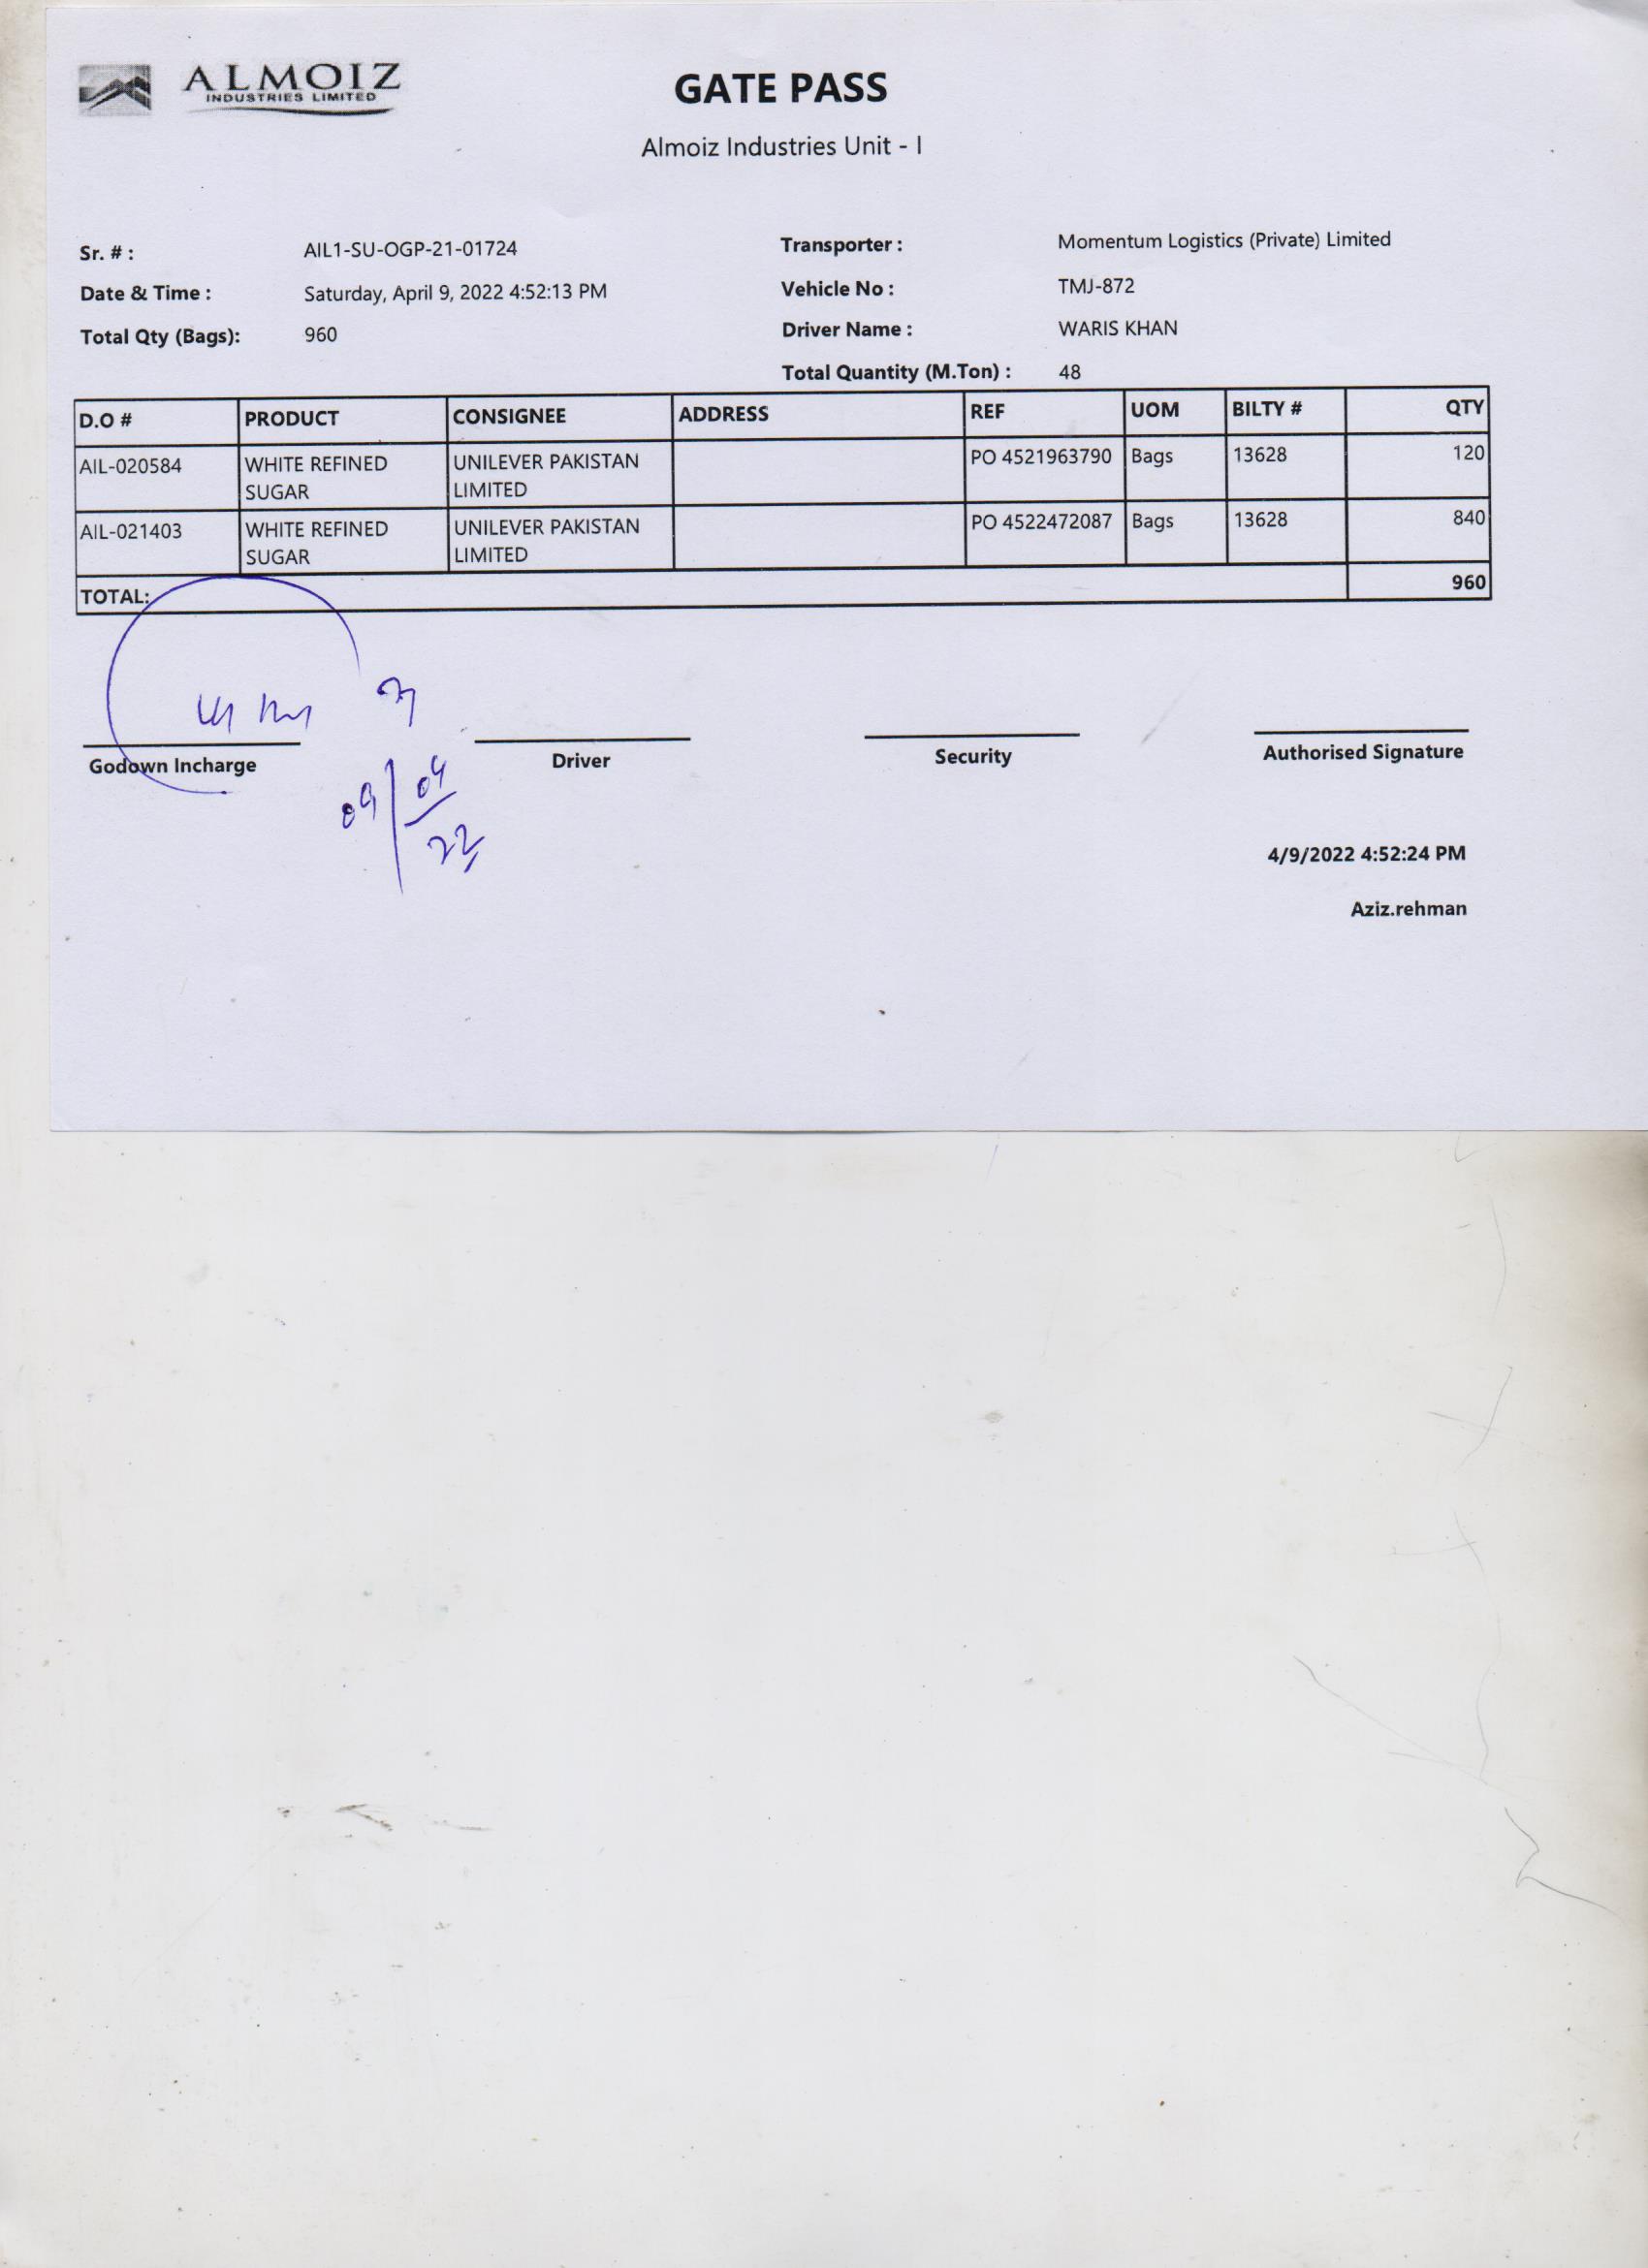 ALMOIZ
INDUSTRIES LIMITED
GATE PASS
Almoiz Industries Unit - I
Sr. # : AIL1-SU-OGP-21-01724
Transporter : Momentum Logistics (Private) Limited
Date & Time : Saturday, April 9, 2022 4:52:13 PM
Vehicle No : TMJ-872
Total Qty (Bags): 960
Driver Name : WARIS KHAN
Total Quantity (M.Ton) : 48
D.O # PRODUCT CONSIGNEE ADDRESS REF UOM BILTY # QTY
AIL-020584 WHITE REFINED UNILEVER PAKISTAN PO 4521963790 Bags 13628 120
SUGAR LIMITED
AIL-021403 WHITE REFINED UNILEVER PAKISTAN PO 4522472087 Bags 13628 840
SUGAR LIMITED
TOTAL: 960
Godown Incharge Driver Security Authorised Signature
09/04
22
4/9/2022 4:52:24 PM
Aziz.rehman